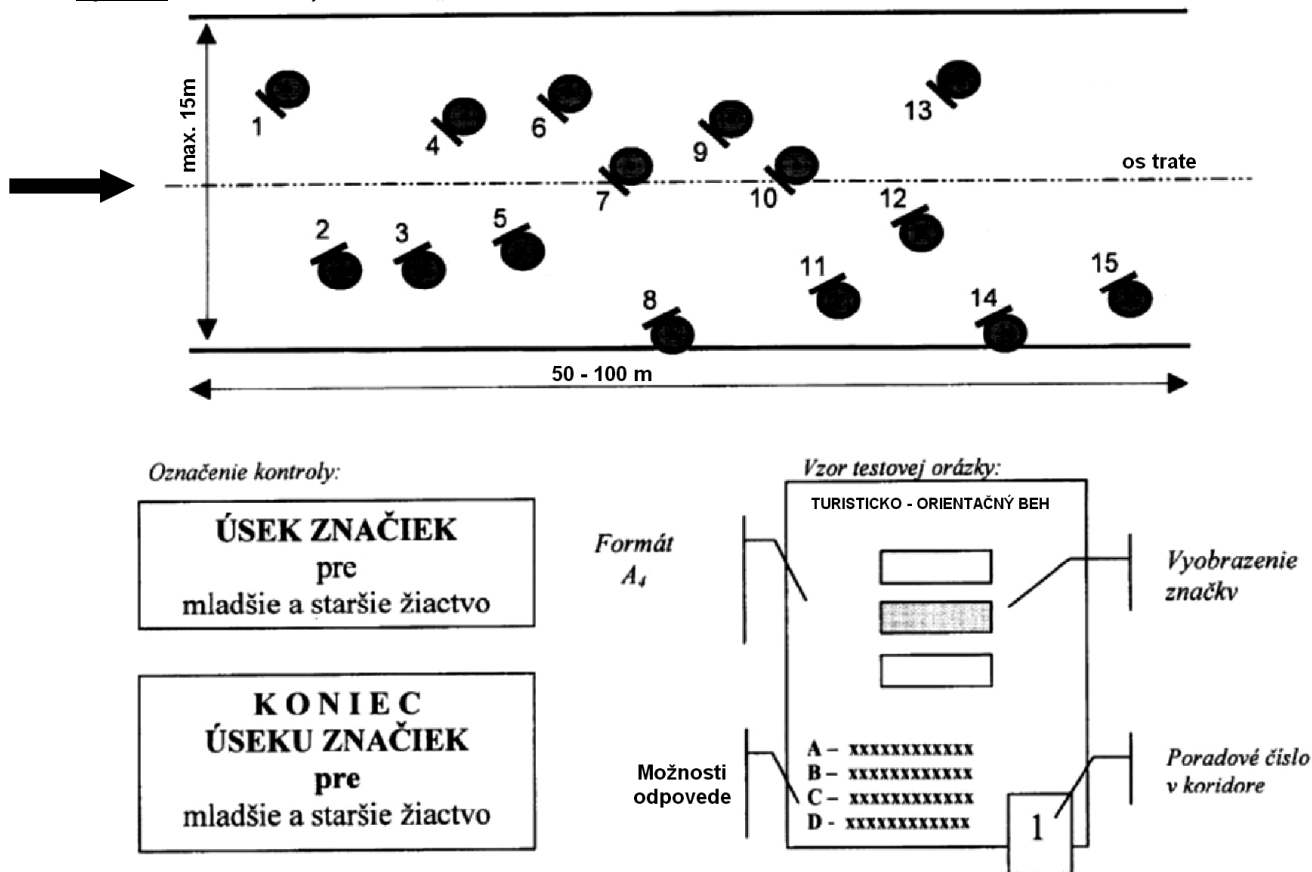 max. 15m
1
2
3
4
5
6
7
8
9
10
11
12
13
14
15
os trate
50 - 100 m
Označenie kontroly:
ÚSEK ZNAČIEK
pre
mladšie a staršie žiactvo
KONIEC
ÚSEKU ZNAČIEK
pre
mladšie a staršie žiactvo
Vzor testovej orázky:
TURISTICKO - ORIENTAČNÝ BEH
Formát
A4
Vyobrazenie
značkv
Možnosti
odpovede
A – xxxxxxxxxxxx
B – xxxxxxxxxxxx
C – xxxxxxxxxxxx
D - xxxxxxxxxxxx
1
Poradové číslo
v koridore